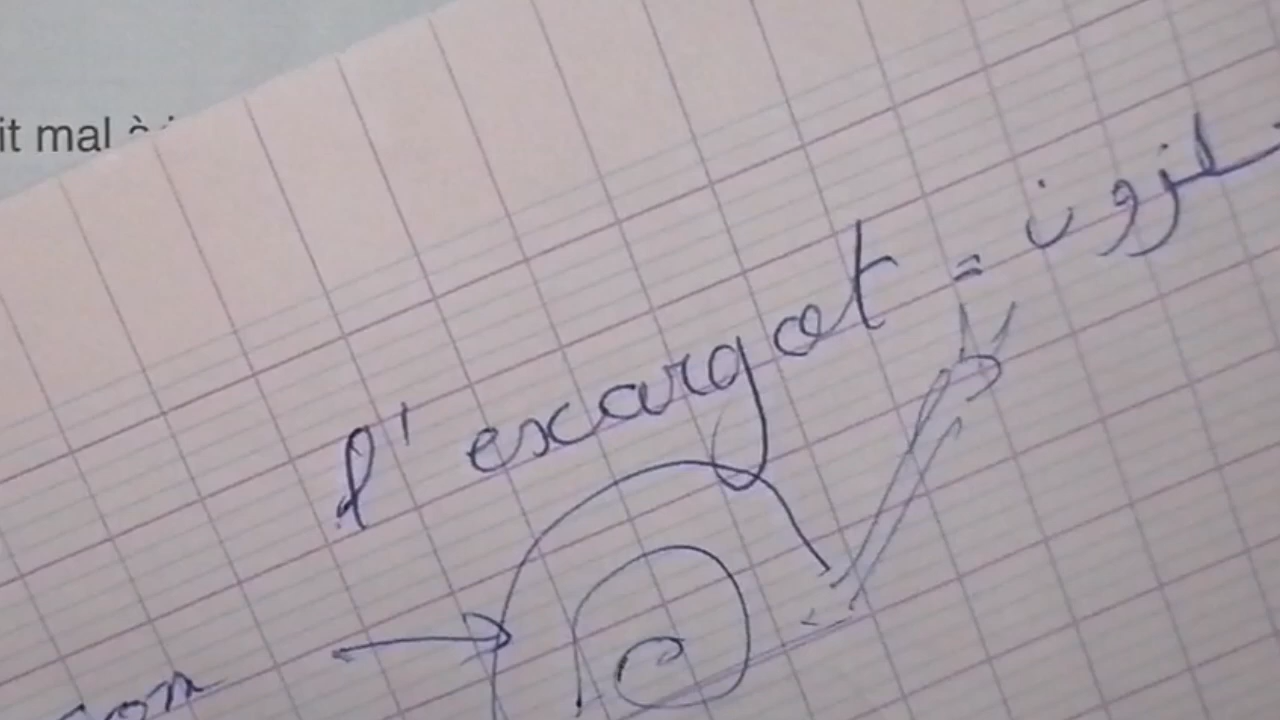 it mal à
l'escargot = حلزون